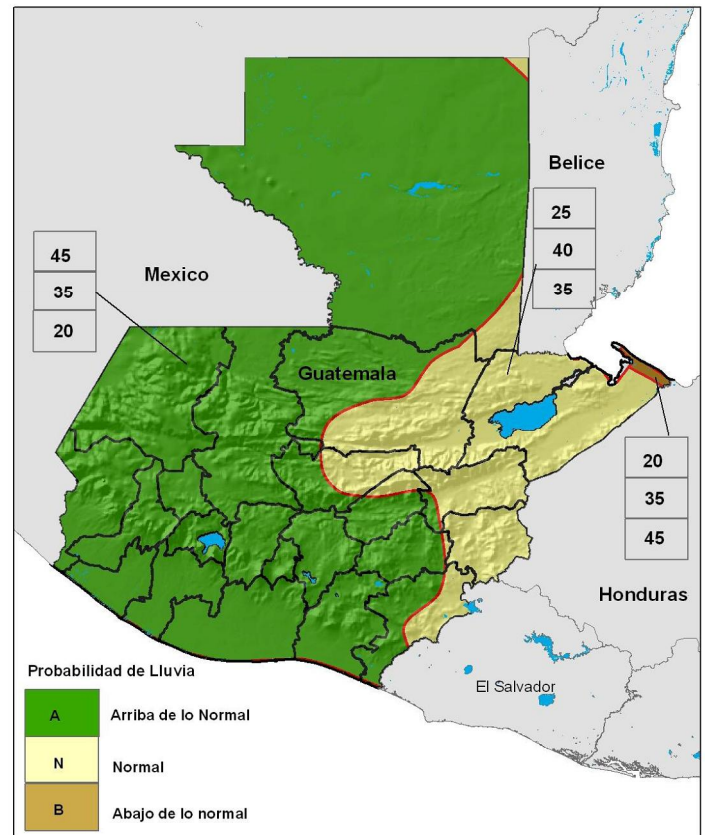 Belice
25
40
35
45
35
20
Mexico
Guatemala
20
35
45
Honduras
El Salvador
Probabilidad de Lluvia
A Arriba de lo Normal
N Normal
B Abajo de lo normal